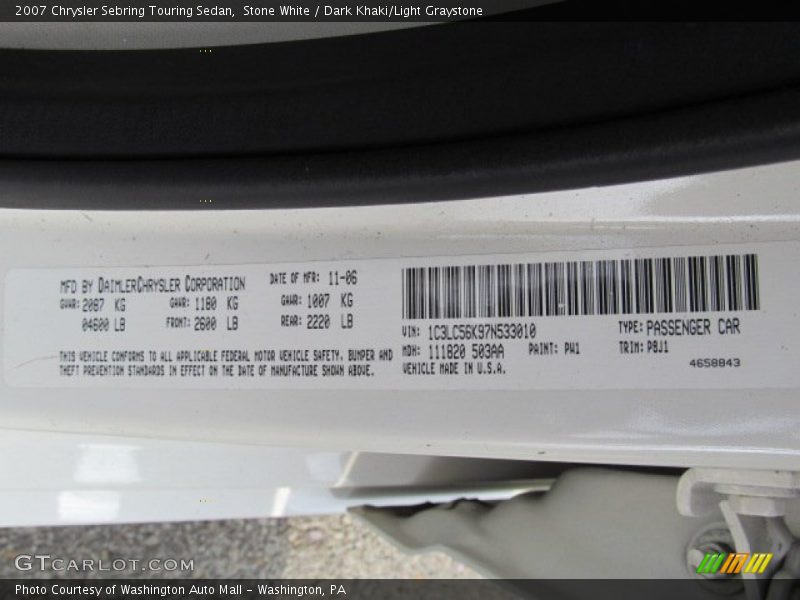 2007 Chrysler Sebring Touring Sedan, Stone White / Dark Khaki/Light Graystone
MFD BY DAIMLERCHRYSLER CORPORATION DATE OF MFR: 11-06
GVWR: 2087 KG GAWR: 1180 KG GAWR: 1007 KG
04600 LB FRONT: 2600 LB REAR: 2220 LB
THIS VEHICLE CONFORMS TO ALL APPLICABLE FEDERAL MOTOR VEHICLE SAFETY, BUMPER AND
THEFT PREVENTION STANDARDS IN EFFECT ON THE DATE OF MANUFACTURE SHOWN ABOVE.
VIN: 1C3LC56K97N533010 TYPE: PASSENGER CAR
MDH: 111820 503AA PAINT: PW1 TRIM: PBJ1
VEHICLE MADE IN U.S.A.
4658843
GTCARLOT.COM
Photo Courtesy of Washington Auto Mall - Washington, PA